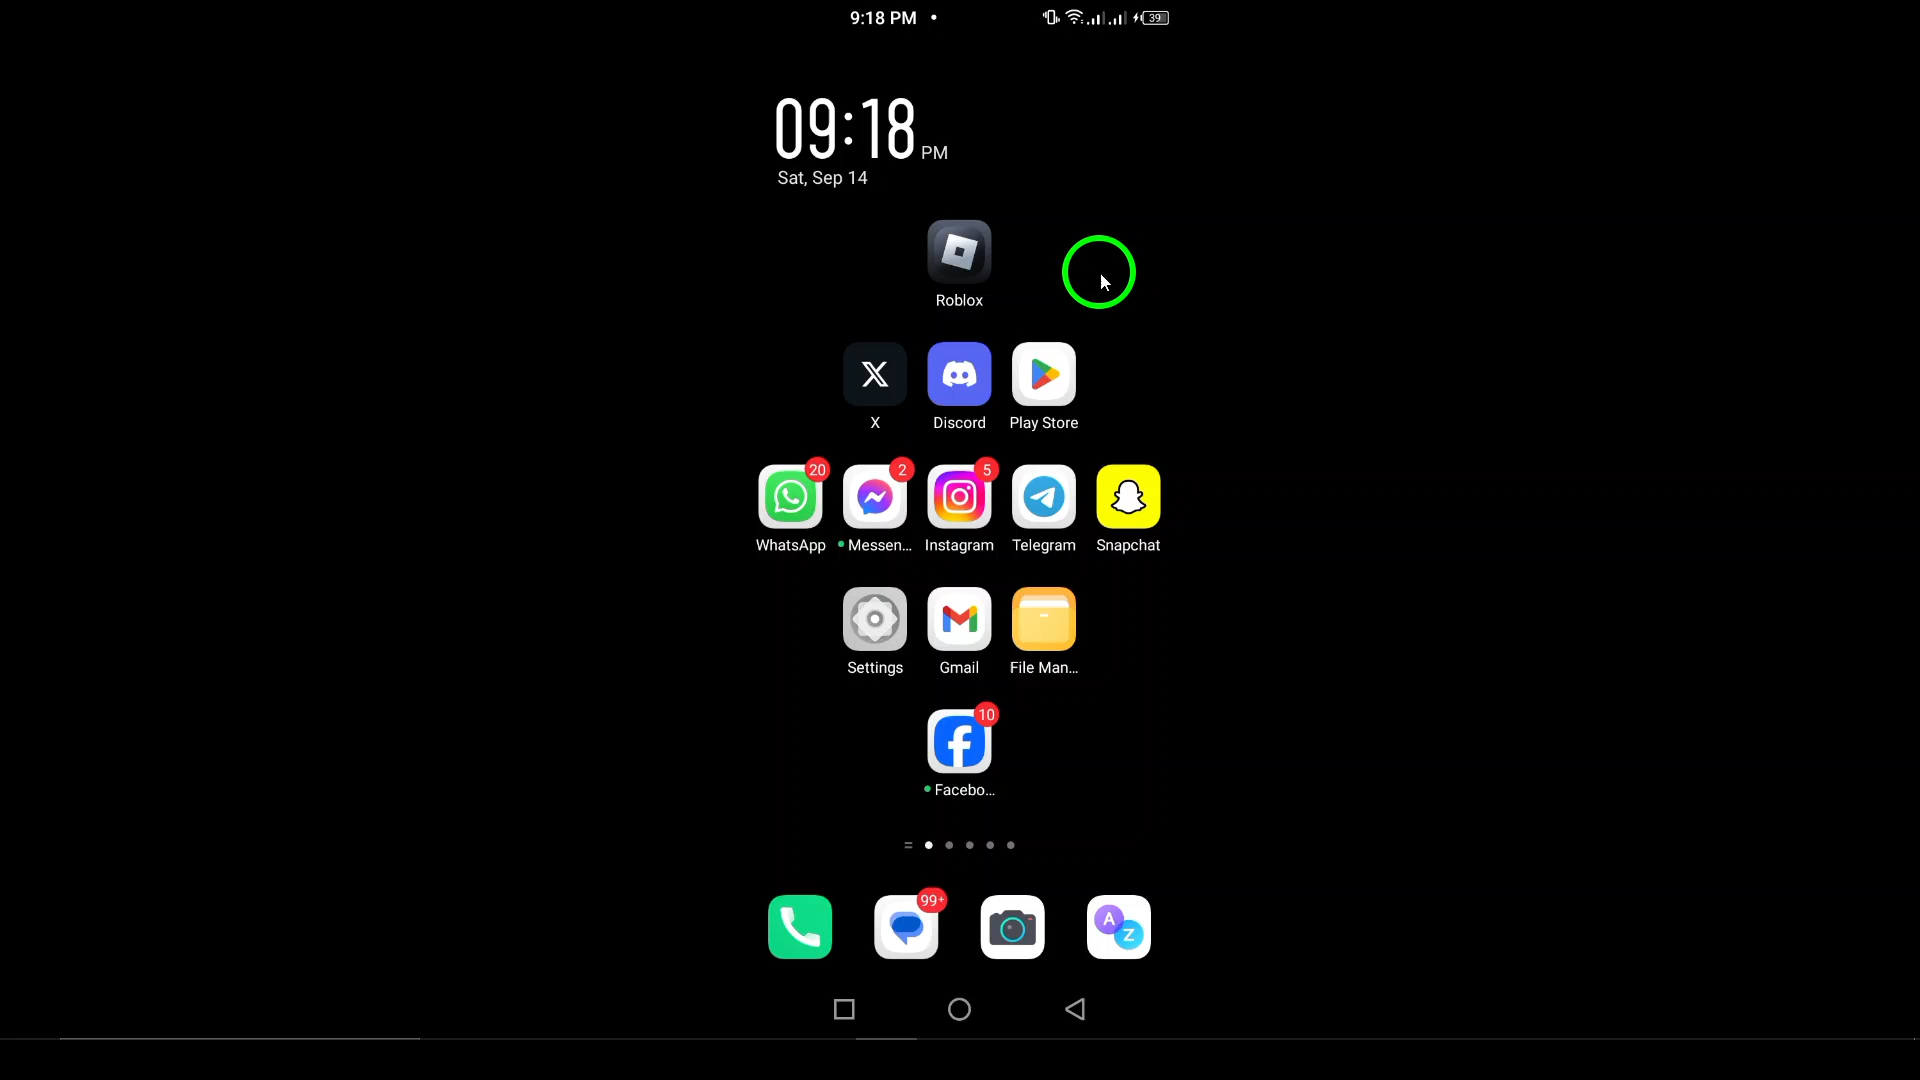 9:18 PM
39
09:18 PM
Sat, Sep 14
Roblox
X
Discord
Play Store
20
2
5
WhatsApp
Messen...
Instagram
Telegram
Snapchat
Settings
Gmail
File Man...
10
Facebo...
99+
A
Z